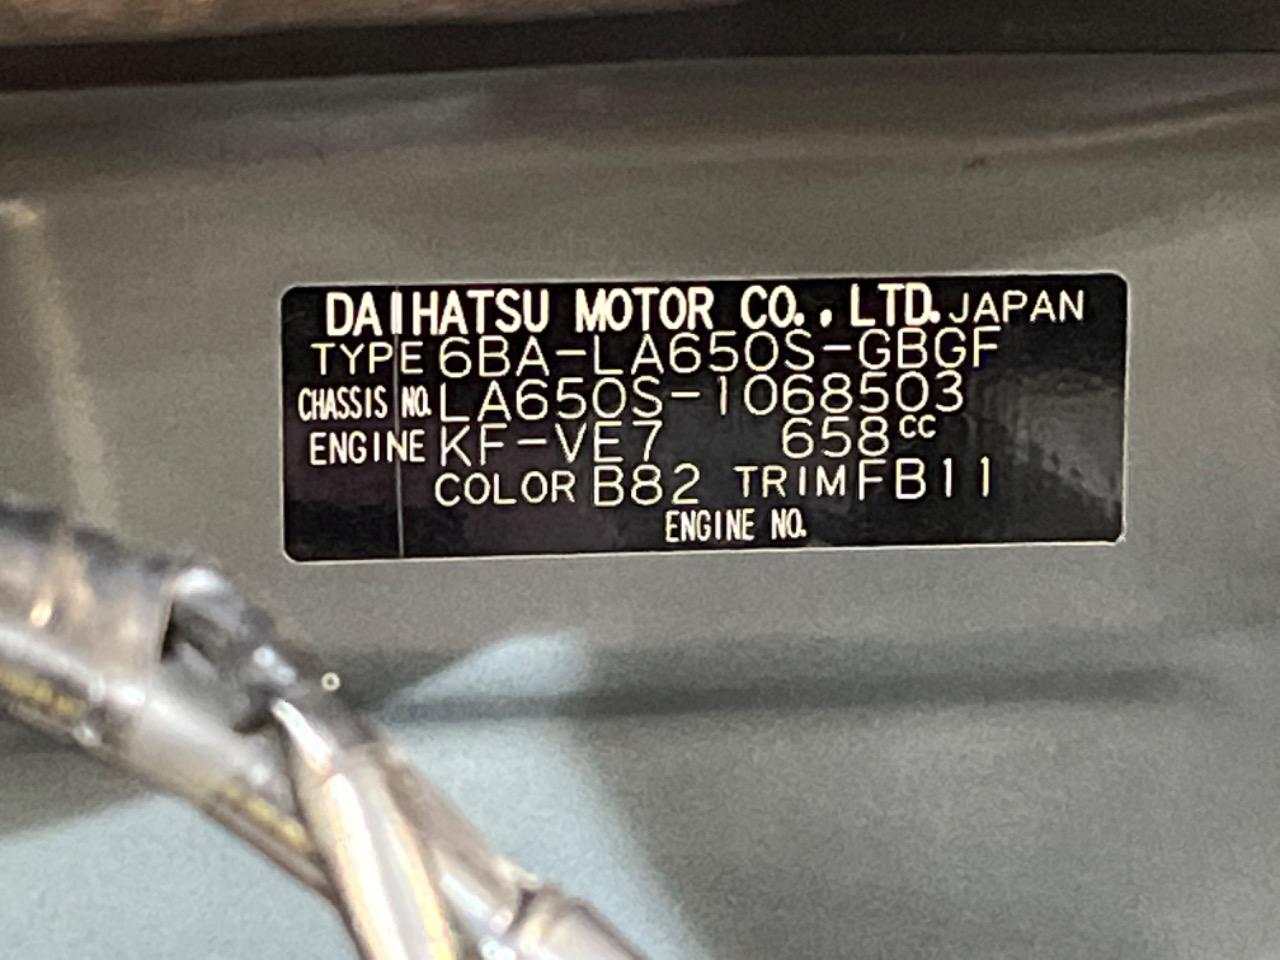 DAIHATSU MOTOR CO., LTD. JAPAN
TYPE 6BA-LA650S-GBGF
CHASSIS NO. LA650S-1068503
ENGINE KF-VE7 658cc
COLOR B82 TRIM FB11
ENGINE NO.